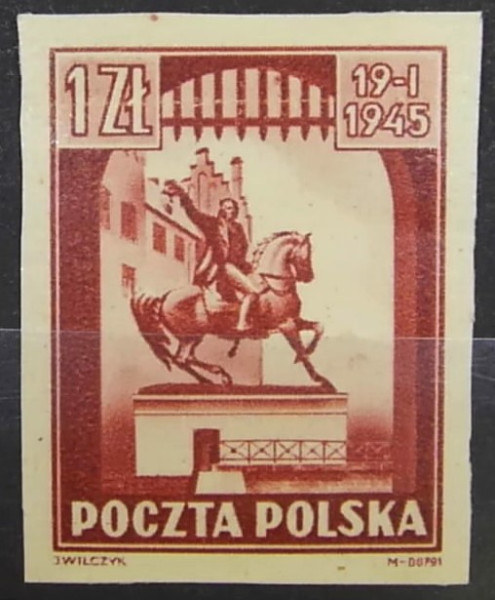 1 ZŁ
19-I
1945
POCZTA POLSKA
J.WILCZYK